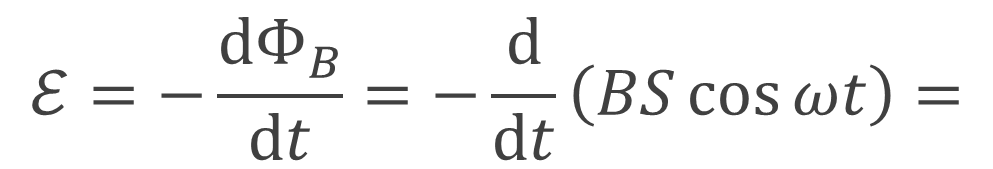 ℰ = −dΦ_B/dt = −d/dt (BS cos ωt) =